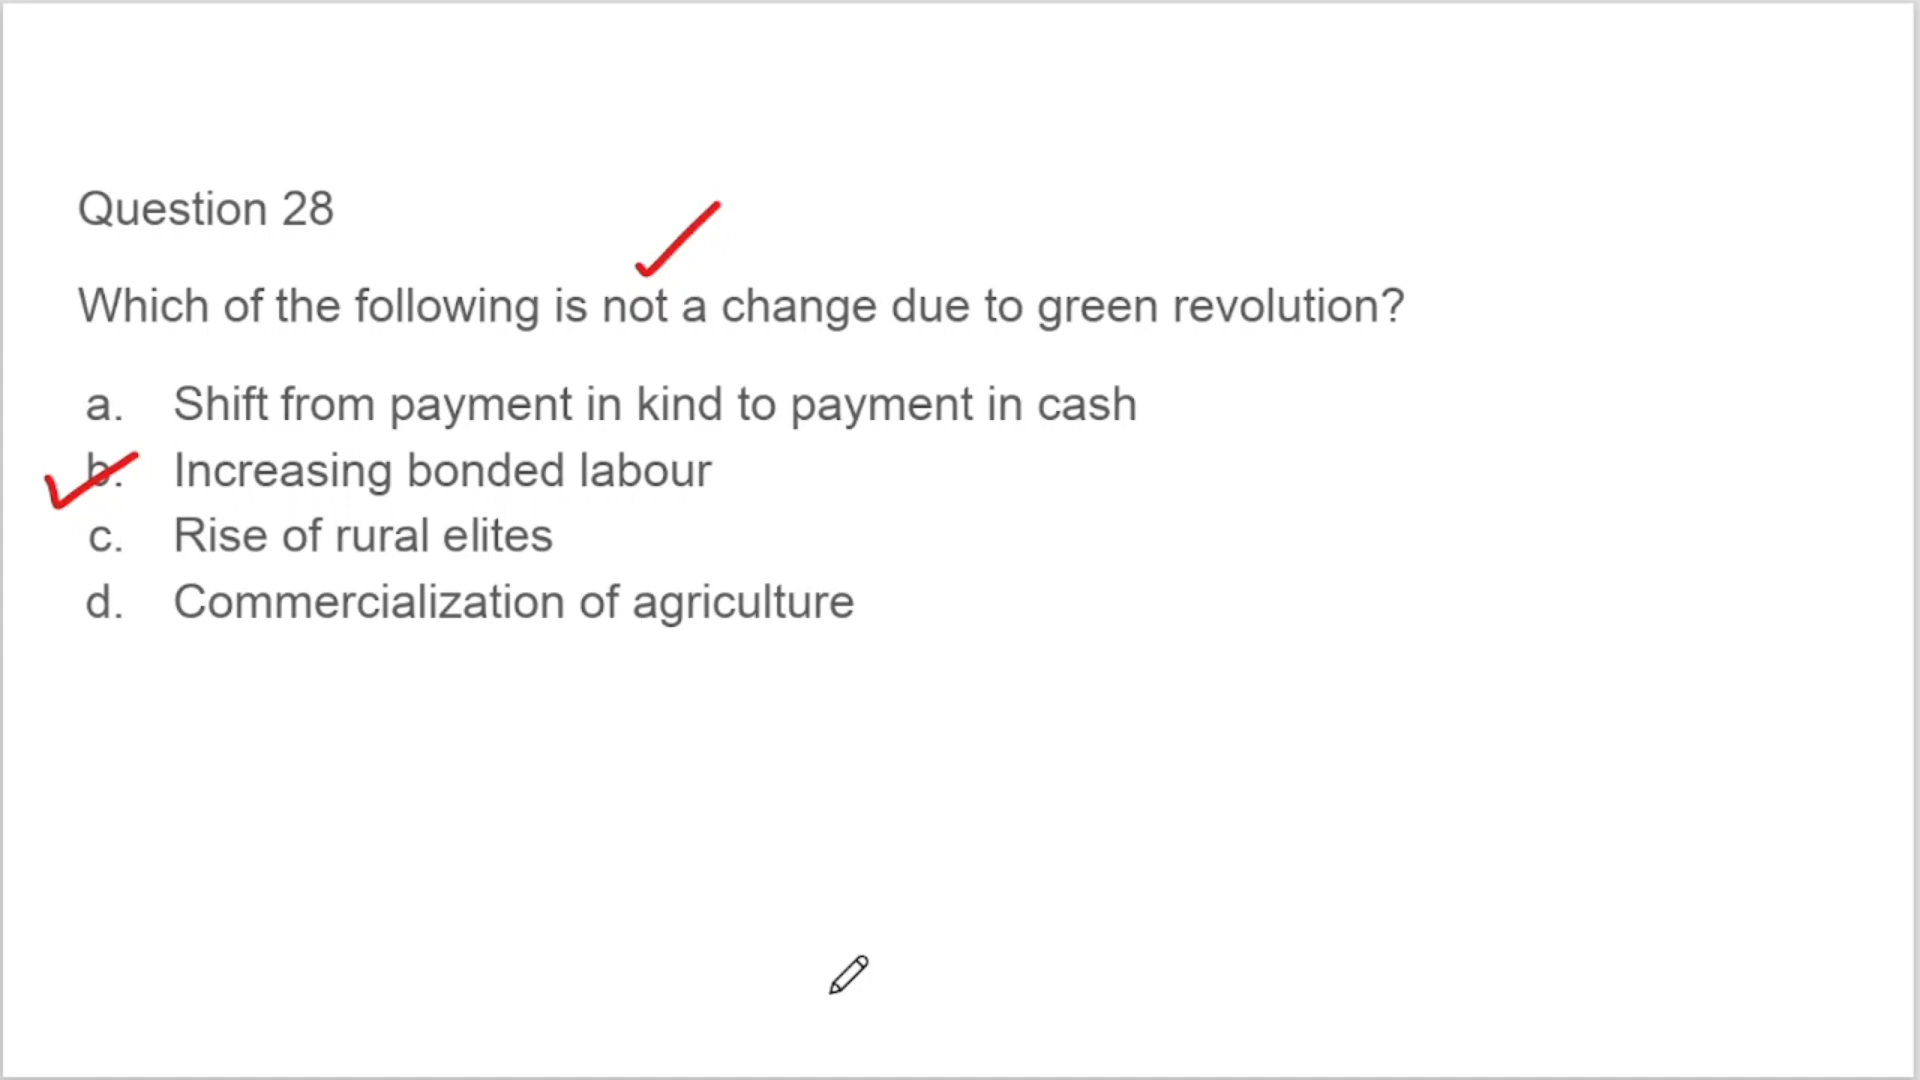 Question 28
Which of the following is not a change due to green revolution?
a. Shift from payment in kind to payment in cash
b. Increasing bonded labour
c. Rise of rural elites
d. Commercialization of agriculture